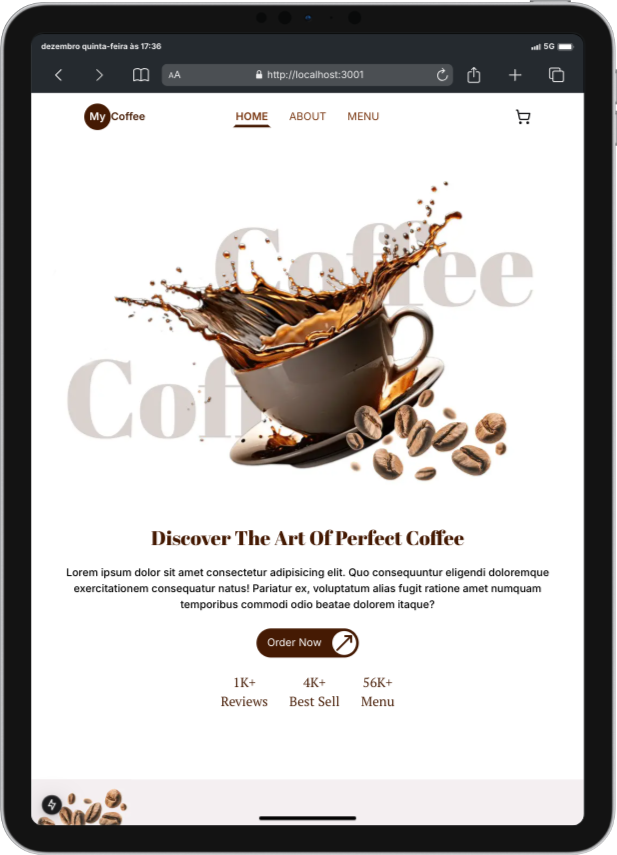 dezembro quinta-feira às 17:36
5G
AA
http://localhost:3001
My Coffee
HOME ABOUT MENU
Coffee
Coff
Discover The Art Of Perfect Coffee
Lorem ipsum dolor sit amet consectetur adipisicing elit. Quo consequuntur eligendi doloremque
exercitationem consequatur natus! Pariatur ex, voluptatum alias fugit ratione amet numquam
temporibus commodi odio beatae dolorem itaque?
Order Now
1K+ 4K+ 56K+
Reviews Best Sell Menu